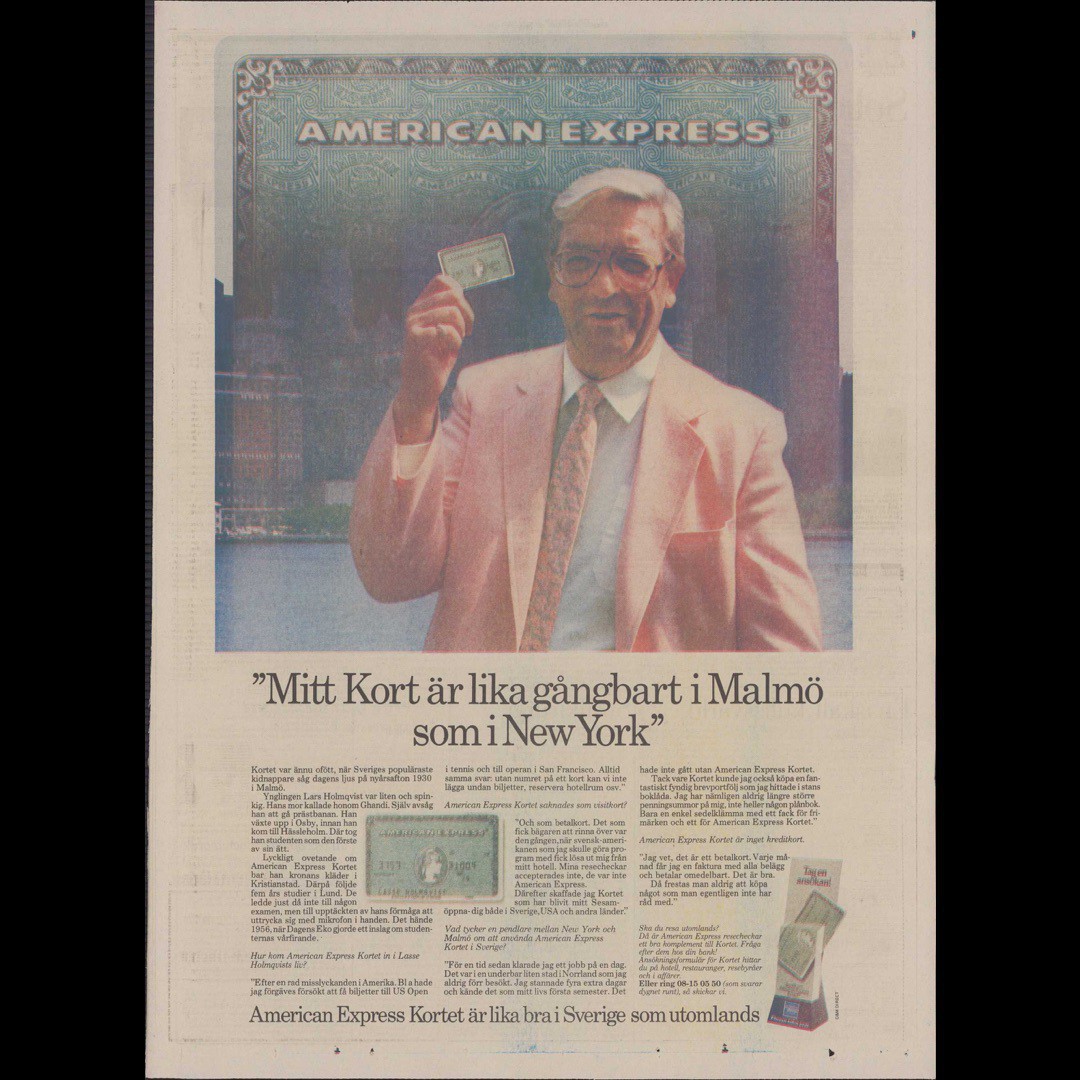 AMERICAN EXPRESS®
"Mitt Kort är lika gångbart i Malmö
som i New York"
Kortet var ännu ofött, när Sveriges populäraste
kidnappare såg dagens ljus på nyårsafton 1930
i Malmö.
Ynglingen Lars Holmqvist var liten och spin-
kig. Hans mor kallade honom Ghandi. Själv avsåg
han att gå prästbanan. Han
växte upp i Osby, innan han
kom till Hässleholm. Där tog
han studenten som den förste
av sin ätt.
Lyckligt ovetande om
American Express Kortet
bar han kronans kläder i
Kristianstad. Därpå följde
fem års studier i Lund. De
ledde just då inte till någon
examen, men till upptäckten av hans förmåga att
uttrycka sig med mikrofon i handen. Det hände
1956, när Dagens Eko gjorde ett inslag om studen-
ternas vårfirande.
Hur kom American Express Kortet in i Lasse
Holmqvists liv?
"Efter en rad misslyckanden i Amerika. Bl a hade
jag förgäves försökt att få biljetter till US Open
i tennis och till operan i San Francisco. Alltid
samma svar: utan numret på ett kort kan vi inte
lägga undan biljetter, reservera hotellrum osv."
American Express Kortet saknades som visitkort?
"Och som betalkort. Det som
fick bägaren att rinna över var
den gången, när svensk-ameri-
kanen som jag skulle göra pro-
gram med fick lösa ut mig från
mitt hotell. Mina resecheckar
accepterades inte, de var inte
American Express.
Därefter skaffade jag Kortet
som har blivit mitt Sesam-
öppna-dig både i Sverige, USA och andra länder."
Vad tycker en pendlare mellan New York och
Malmö om att använda American Express
Kortet i Sverige?
"För en tid sedan klarade jag ett jobb på en dag.
Det var i en underbar liten stad i Norrland som jag
aldrig förr besökt. Jag stannade fyra extra dagar
och kände det som mitt livs första semester. Det
hade inte gått utan American Express Kortet.
Tack vare Kortet kunde jag också köpa en fan-
tastiskt fyndig brevportfölj som jag hittade i stans
boklåda. Jag har nämligen aldrig längre större
penningsummor på mig, inte heller någon plånbok.
Bara en enkel sedelklämma med ett fack för fri-
märken och ett för American Express Kortet."
American Express Kortet är inget kreditkort.
"Jag vet, det är ett betalkort. Varje må-
nad får jag en faktura med alla belägg
och betalar omedelbart. Det är bra.
Då frestas man aldrig att köpa
något som man egentligen inte har
råd med."
Ska du resa utomlands?
Då är American Express resecheckar
ett bra komplement till Kortet. Fråga
efter dem hos din bank!
Ansökningsformulär för Kortet hittar
du på hotell, restauranger, resebyråer
och i affärer.
Eller ring 08-15 05 50 (som svarar
dygnet runt), så skickar vi.
AMERICAN EXPRESS
LASSE HOLMQVIST
Tag en
ansökan!
American Express Kortet är lika bra i Sverige som utomlands